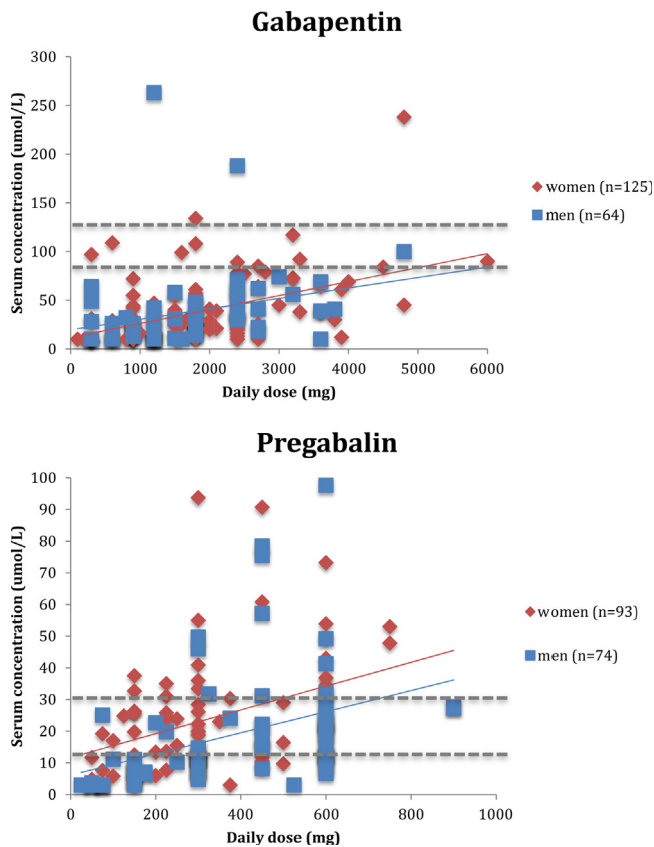 Gabapentin
Serum concentration (umol/L)
300
250
200
150
100
50
0
0 1000 2000 3000 4000 5000 6000
Daily dose (mg)
women (n=125)
men (n=64)
Pregabalin
Serum concentration (umol/L)
100
90
80
70
60
50
40
30
20
10
0
0 200 400 600 800 1000
Daily dose (mg)
women (n=93)
men (n=74)